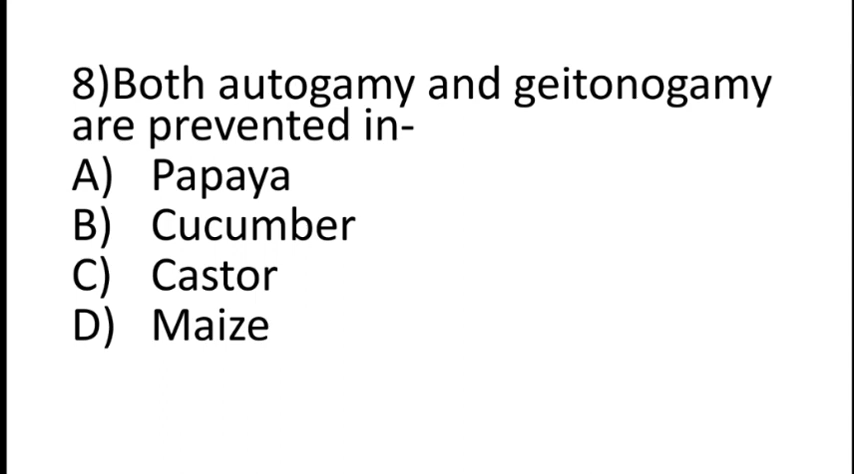 8)Both autogamy and geitonogamy
are prevented in-
A) Papaya
B) Cucumber
C) Castor
D) Maize